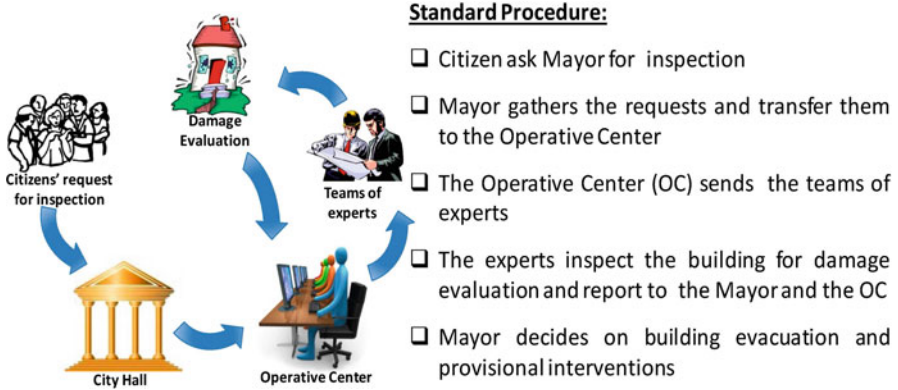 Standard Procedure:
❑ Citizen ask Mayor for inspection
❑ Mayor gathers the requests and transfer them
to the Operative Center
❑ The Operative Center (OC) sends the teams of
experts
❑ The experts inspect the building for damage
evaluation and report to the Mayor and the OC
❑ Mayor decides on building evacuation and
provisional interventions
Citizens' request
for inspection
City Hall
Operative Center
Teams of
experts
Damage
Evaluation